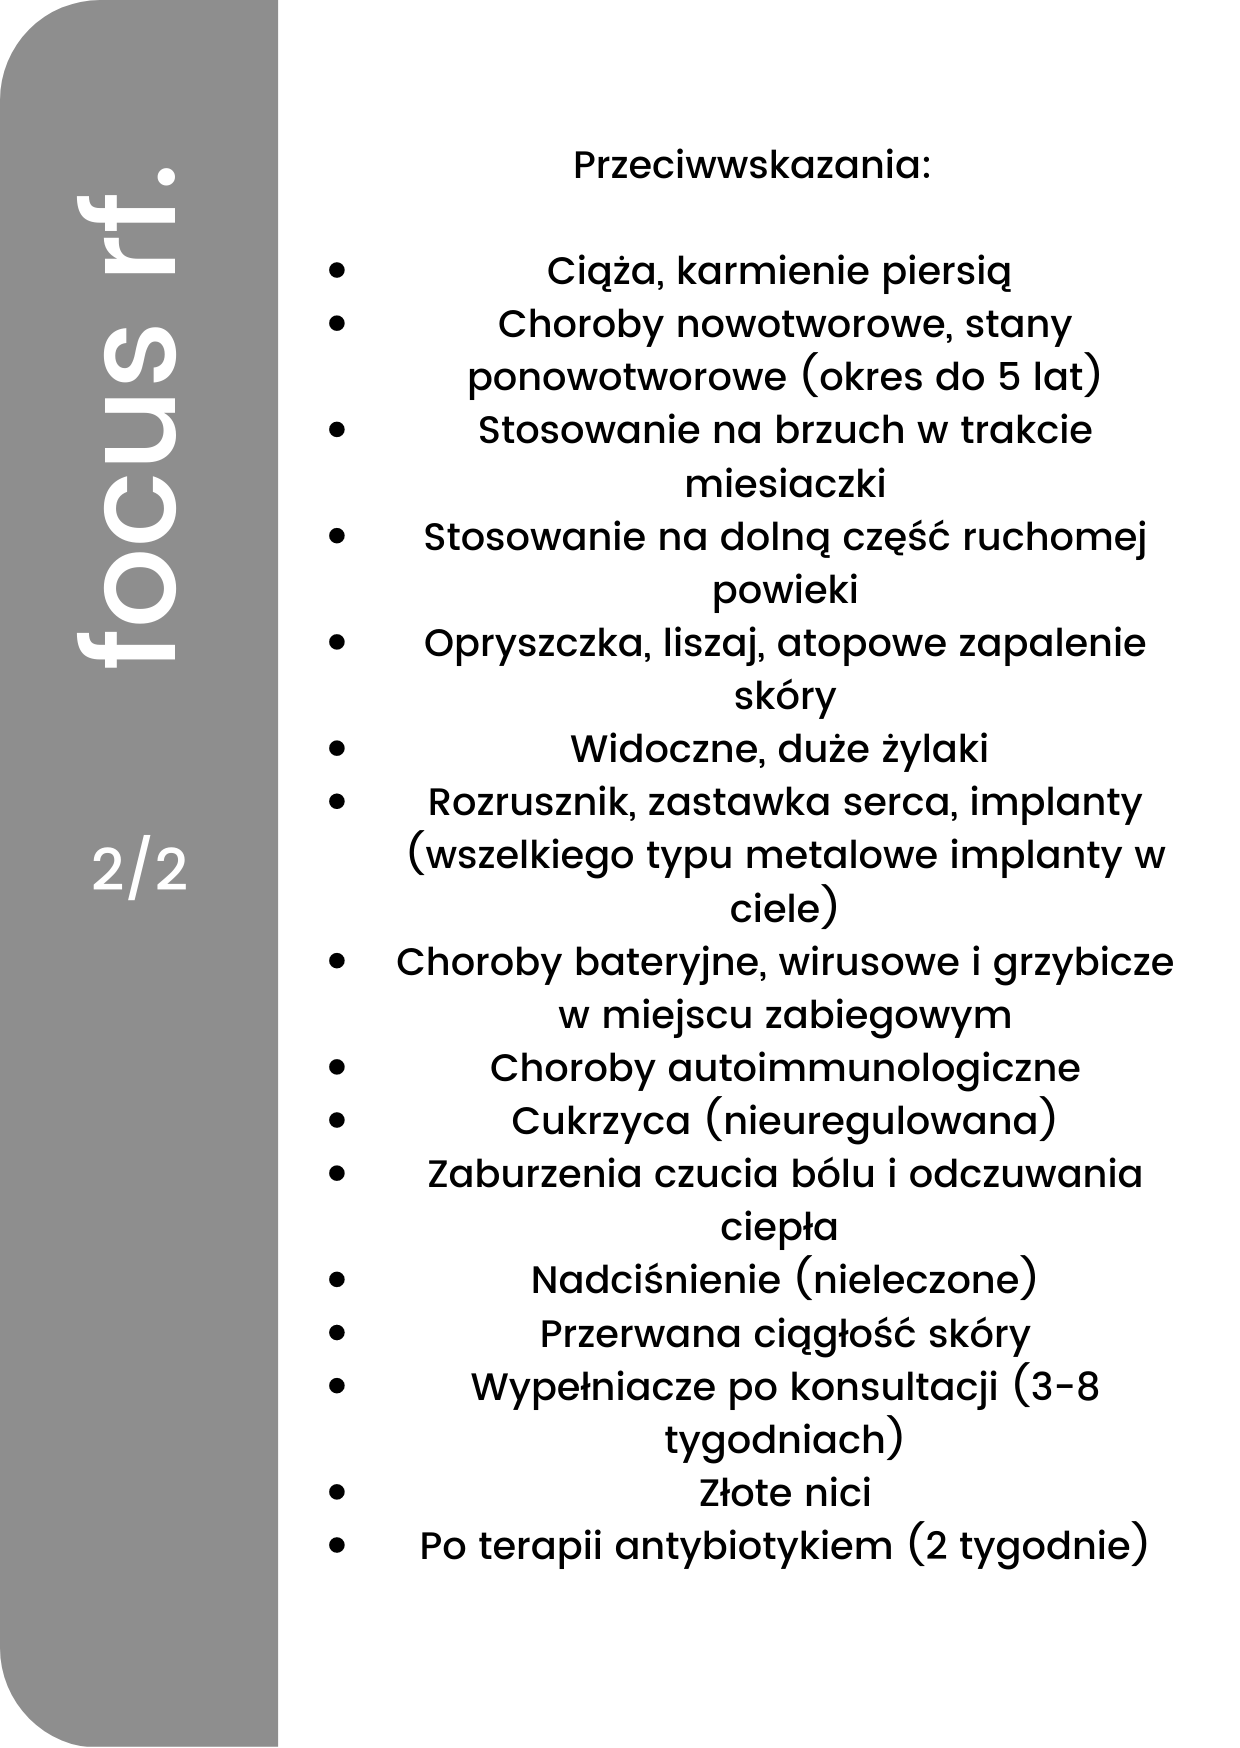 focus rf.
2/2
Przeciwwskazania:
• Ciąża, karmienie piersią
• Choroby nowotworowe, stany
ponowotworowe (okres do 5 lat)
• Stosowanie na brzuch w trakcie
miesiaczki
• Stosowanie na dolną część ruchomej
powieki
• Opryszczka, liszaj, atopowe zapalenie
skóry
• Widoczne, duże żylaki
• Rozrusznik, zastawka serca, implanty
(wszelkiego typu metalowe implanty w
ciele)
• Choroby bateryjne, wirusowe i grzybicze
w miejscu zabiegowym
• Choroby autoimmunologiczne
• Cukrzyca (nieuregulowana)
• Zaburzenia czucia bólu i odczuwania
ciepła
• Nadciśnienie (nieleczone)
• Przerwana ciągłość skóry
• Wypełniacze po konsultacji (3-8
tygodniach)
• Złote nici
• Po terapii antybiotykiem (2 tygodnie)